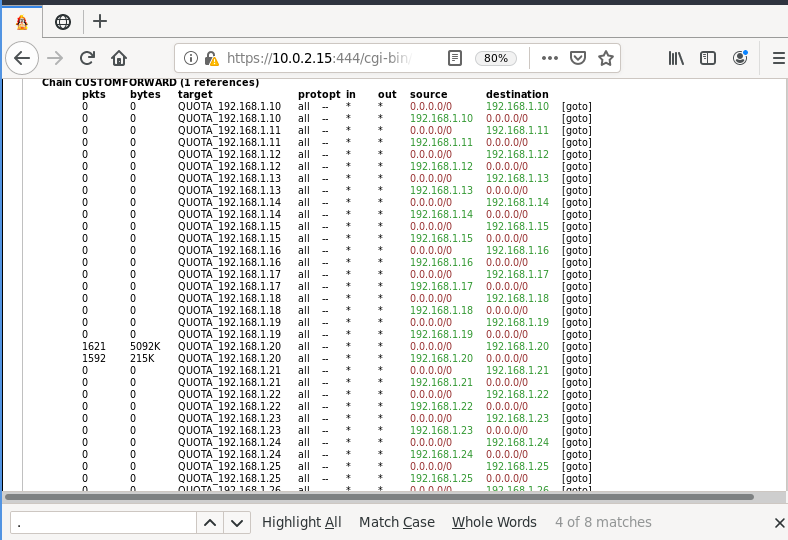 https://10.0.2.15:444/cgi-bin/ 80%
Chain CUSTOMFORWARD (1 references)
pkts bytes target protopt in out source destination
0 0 QUOTA_192.168.1.10 all -- * * 0.0.0.0/0 192.168.1.10 [goto]
0 0 QUOTA_192.168.1.10 all -- * * 192.168.1.10 0.0.0.0/0 [goto]
0 0 QUOTA_192.168.1.11 all -- * * 0.0.0.0/0 192.168.1.11 [goto]
0 0 QUOTA_192.168.1.11 all -- * * 192.168.1.11 0.0.0.0/0 [goto]
0 0 QUOTA_192.168.1.12 all -- * * 0.0.0.0/0 192.168.1.12 [goto]
0 0 QUOTA_192.168.1.12 all -- * * 192.168.1.12 0.0.0.0/0 [goto]
0 0 QUOTA_192.168.1.13 all -- * * 0.0.0.0/0 192.168.1.13 [goto]
0 0 QUOTA_192.168.1.13 all -- * * 192.168.1.13 0.0.0.0/0 [goto]
0 0 QUOTA_192.168.1.14 all -- * * 0.0.0.0/0 192.168.1.14 [goto]
0 0 QUOTA_192.168.1.14 all -- * * 192.168.1.14 0.0.0.0/0 [goto]
0 0 QUOTA_192.168.1.15 all -- * * 0.0.0.0/0 192.168.1.15 [goto]
0 0 QUOTA_192.168.1.15 all -- * * 192.168.1.15 0.0.0.0/0 [goto]
0 0 QUOTA_192.168.1.16 all -- * * 0.0.0.0/0 192.168.1.16 [goto]
0 0 QUOTA_192.168.1.16 all -- * * 192.168.1.16 0.0.0.0/0 [goto]
0 0 QUOTA_192.168.1.17 all -- * * 0.0.0.0/0 192.168.1.17 [goto]
0 0 QUOTA_192.168.1.17 all -- * * 192.168.1.17 0.0.0.0/0 [goto]
0 0 QUOTA_192.168.1.18 all -- * * 0.0.0.0/0 192.168.1.18 [goto]
0 0 QUOTA_192.168.1.18 all -- * * 192.168.1.18 0.0.0.0/0 [goto]
0 0 QUOTA_192.168.1.19 all -- * * 0.0.0.0/0 192.168.1.19 [goto]
0 0 QUOTA_192.168.1.19 all -- * * 192.168.1.19 0.0.0.0/0 [goto]
1621 5092K QUOTA_192.168.1.20 all -- * * 0.0.0.0/0 192.168.1.20 [goto]
1592 215K QUOTA_192.168.1.20 all -- * * 192.168.1.20 0.0.0.0/0 [goto]
0 0 QUOTA_192.168.1.21 all -- * * 0.0.0.0/0 192.168.1.21 [goto]
0 0 QUOTA_192.168.1.21 all -- * * 192.168.1.21 0.0.0.0/0 [goto]
0 0 QUOTA_192.168.1.22 all -- * * 0.0.0.0/0 192.168.1.22 [goto]
0 0 QUOTA_192.168.1.22 all -- * * 192.168.1.22 0.0.0.0/0 [goto]
0 0 QUOTA_192.168.1.23 all -- * * 0.0.0.0/0 192.168.1.23 [goto]
0 0 QUOTA_192.168.1.23 all -- * * 192.168.1.23 0.0.0.0/0 [goto]
0 0 QUOTA_192.168.1.24 all -- * * 0.0.0.0/0 192.168.1.24 [goto]
0 0 QUOTA_192.168.1.24 all -- * * 192.168.1.24 0.0.0.0/0 [goto]
0 0 QUOTA_192.168.1.25 all -- * * 0.0.0.0/0 192.168.1.25 [goto]
0 0 QUOTA_192.168.1.25 all -- * * 192.168.1.25 0.0.0.0/0 [goto]
0 0 QUOTA_192.168.1.26 all -- * * 0.0.0.0/0 192.168.1.26 [goto]
. Highlight All Match Case Whole Words 4 of 8 matches